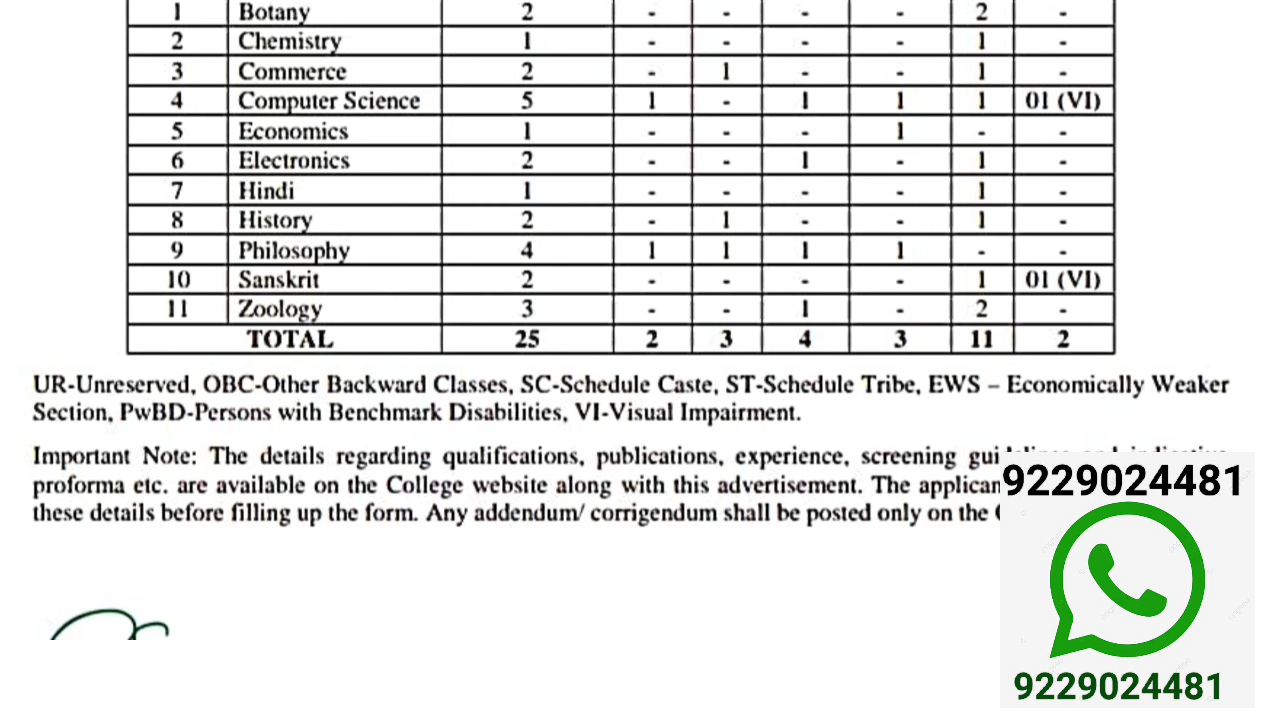 1 Botany 2 - - - - 2 -
2 Chemistry 1 - - - - 1 -
3 Commerce 2 - 1 - - 1 -
4 Computer Science 5 1 - 1 1 1 01 (VI)
5 Economics 1 - - - 1 - -
6 Electronics 2 - - 1 - 1 -
7 Hindi 1 - - - - 1 -
8 History 2 - 1 - - 1 -
9 Philosophy 4 1 1 1 1 - -
10 Sanskrit 2 - - - - 1 01 (VI)
11 Zoology 3 - - 1 - 2 -
TOTAL 25 2 3 4 3 11 2
UR-Unreserved, OBC-Other Backward Classes, SC-Schedule Caste, ST-Schedule Tribe, EWS – Economically Weaker
Section, PwBD-Persons with Benchmark Disabilities, VI-Visual Impairment.
Important Note: The details regarding qualifications, publications, experience, screening
proforma etc. are available on the College website along with this advertisement. The
these details before filling up the form. Any addendum/ corrigendum shall be posted only on the
9229024481
9229024481